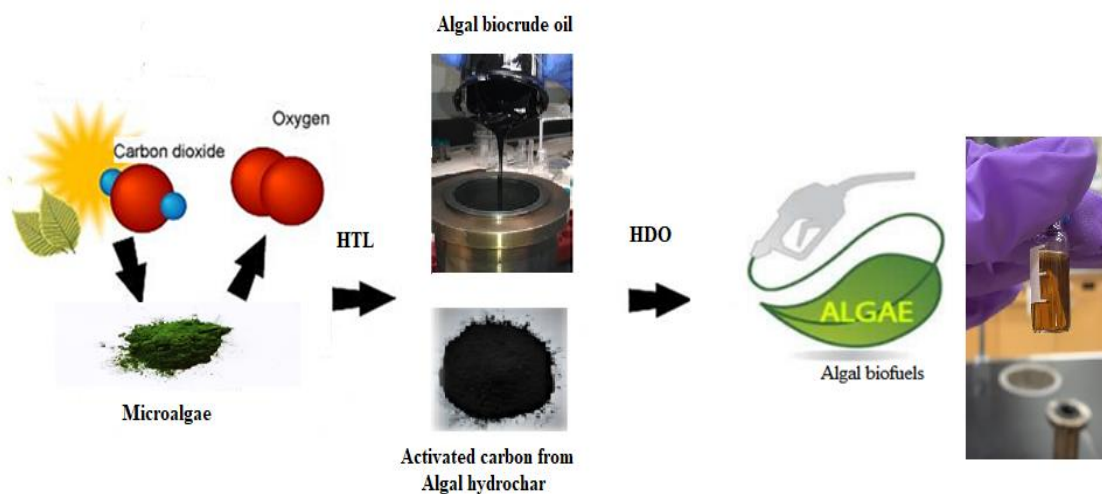 Algal biocrude oil
Oxygen
Carbon dioxide
HTL
HDO
ALGAE
Algal biofuels
Microalgae
Activated carbon from
Algal hydrochar